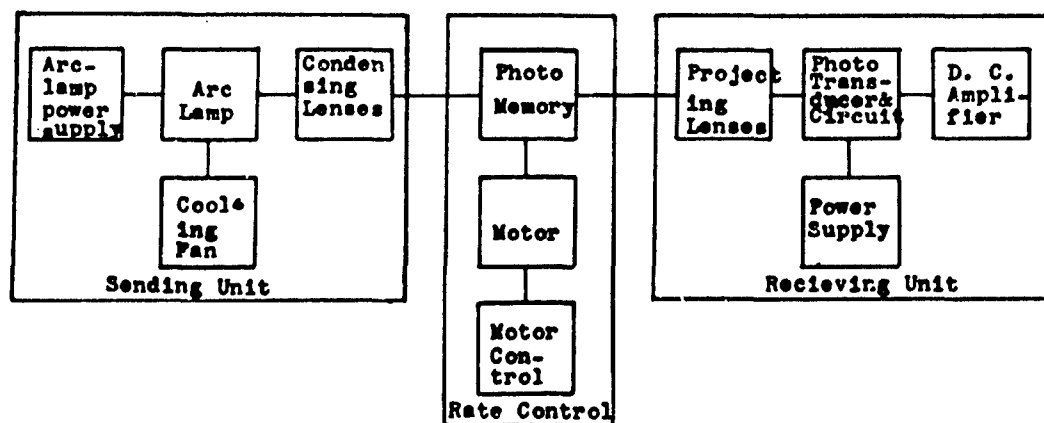 Arc-
lamp
power
supply
Arc
Lamp
Conden
sing
Lenses
Cool-
ing
Fan
Sending Unit
Photo
Memory
Motor
Motor
Con-
trol
Rate Control
Project
ing
Lenses
Photo
Trans-
ducer&
Circuit
D. C.
Ampli-
fier
Power
Supply
Recieving Unit